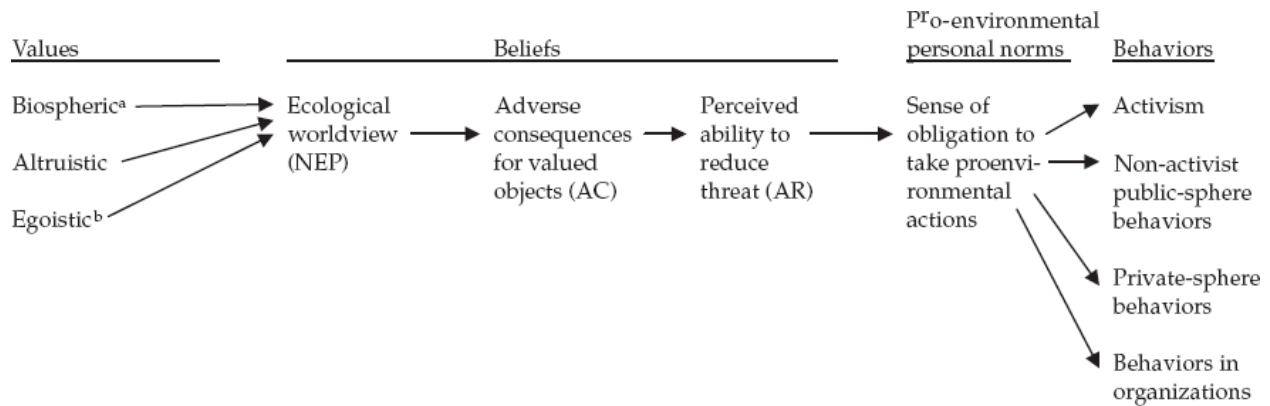 Values
Beliefs
Pro-environmental
personal norms
Behaviors
Biosphericᵃ
Altruistic
Egoisticᵇ
Ecological
worldview
(NEP)
Adverse
consequences
for valued
objects (AC)
Perceived
ability to
reduce
threat (AR)
Sense of
obligation to
take proenvi-
ronmental
actions
Activism
Non-activist
public-sphere
behaviors
Private-sphere
behaviors
Behaviors in
organizations